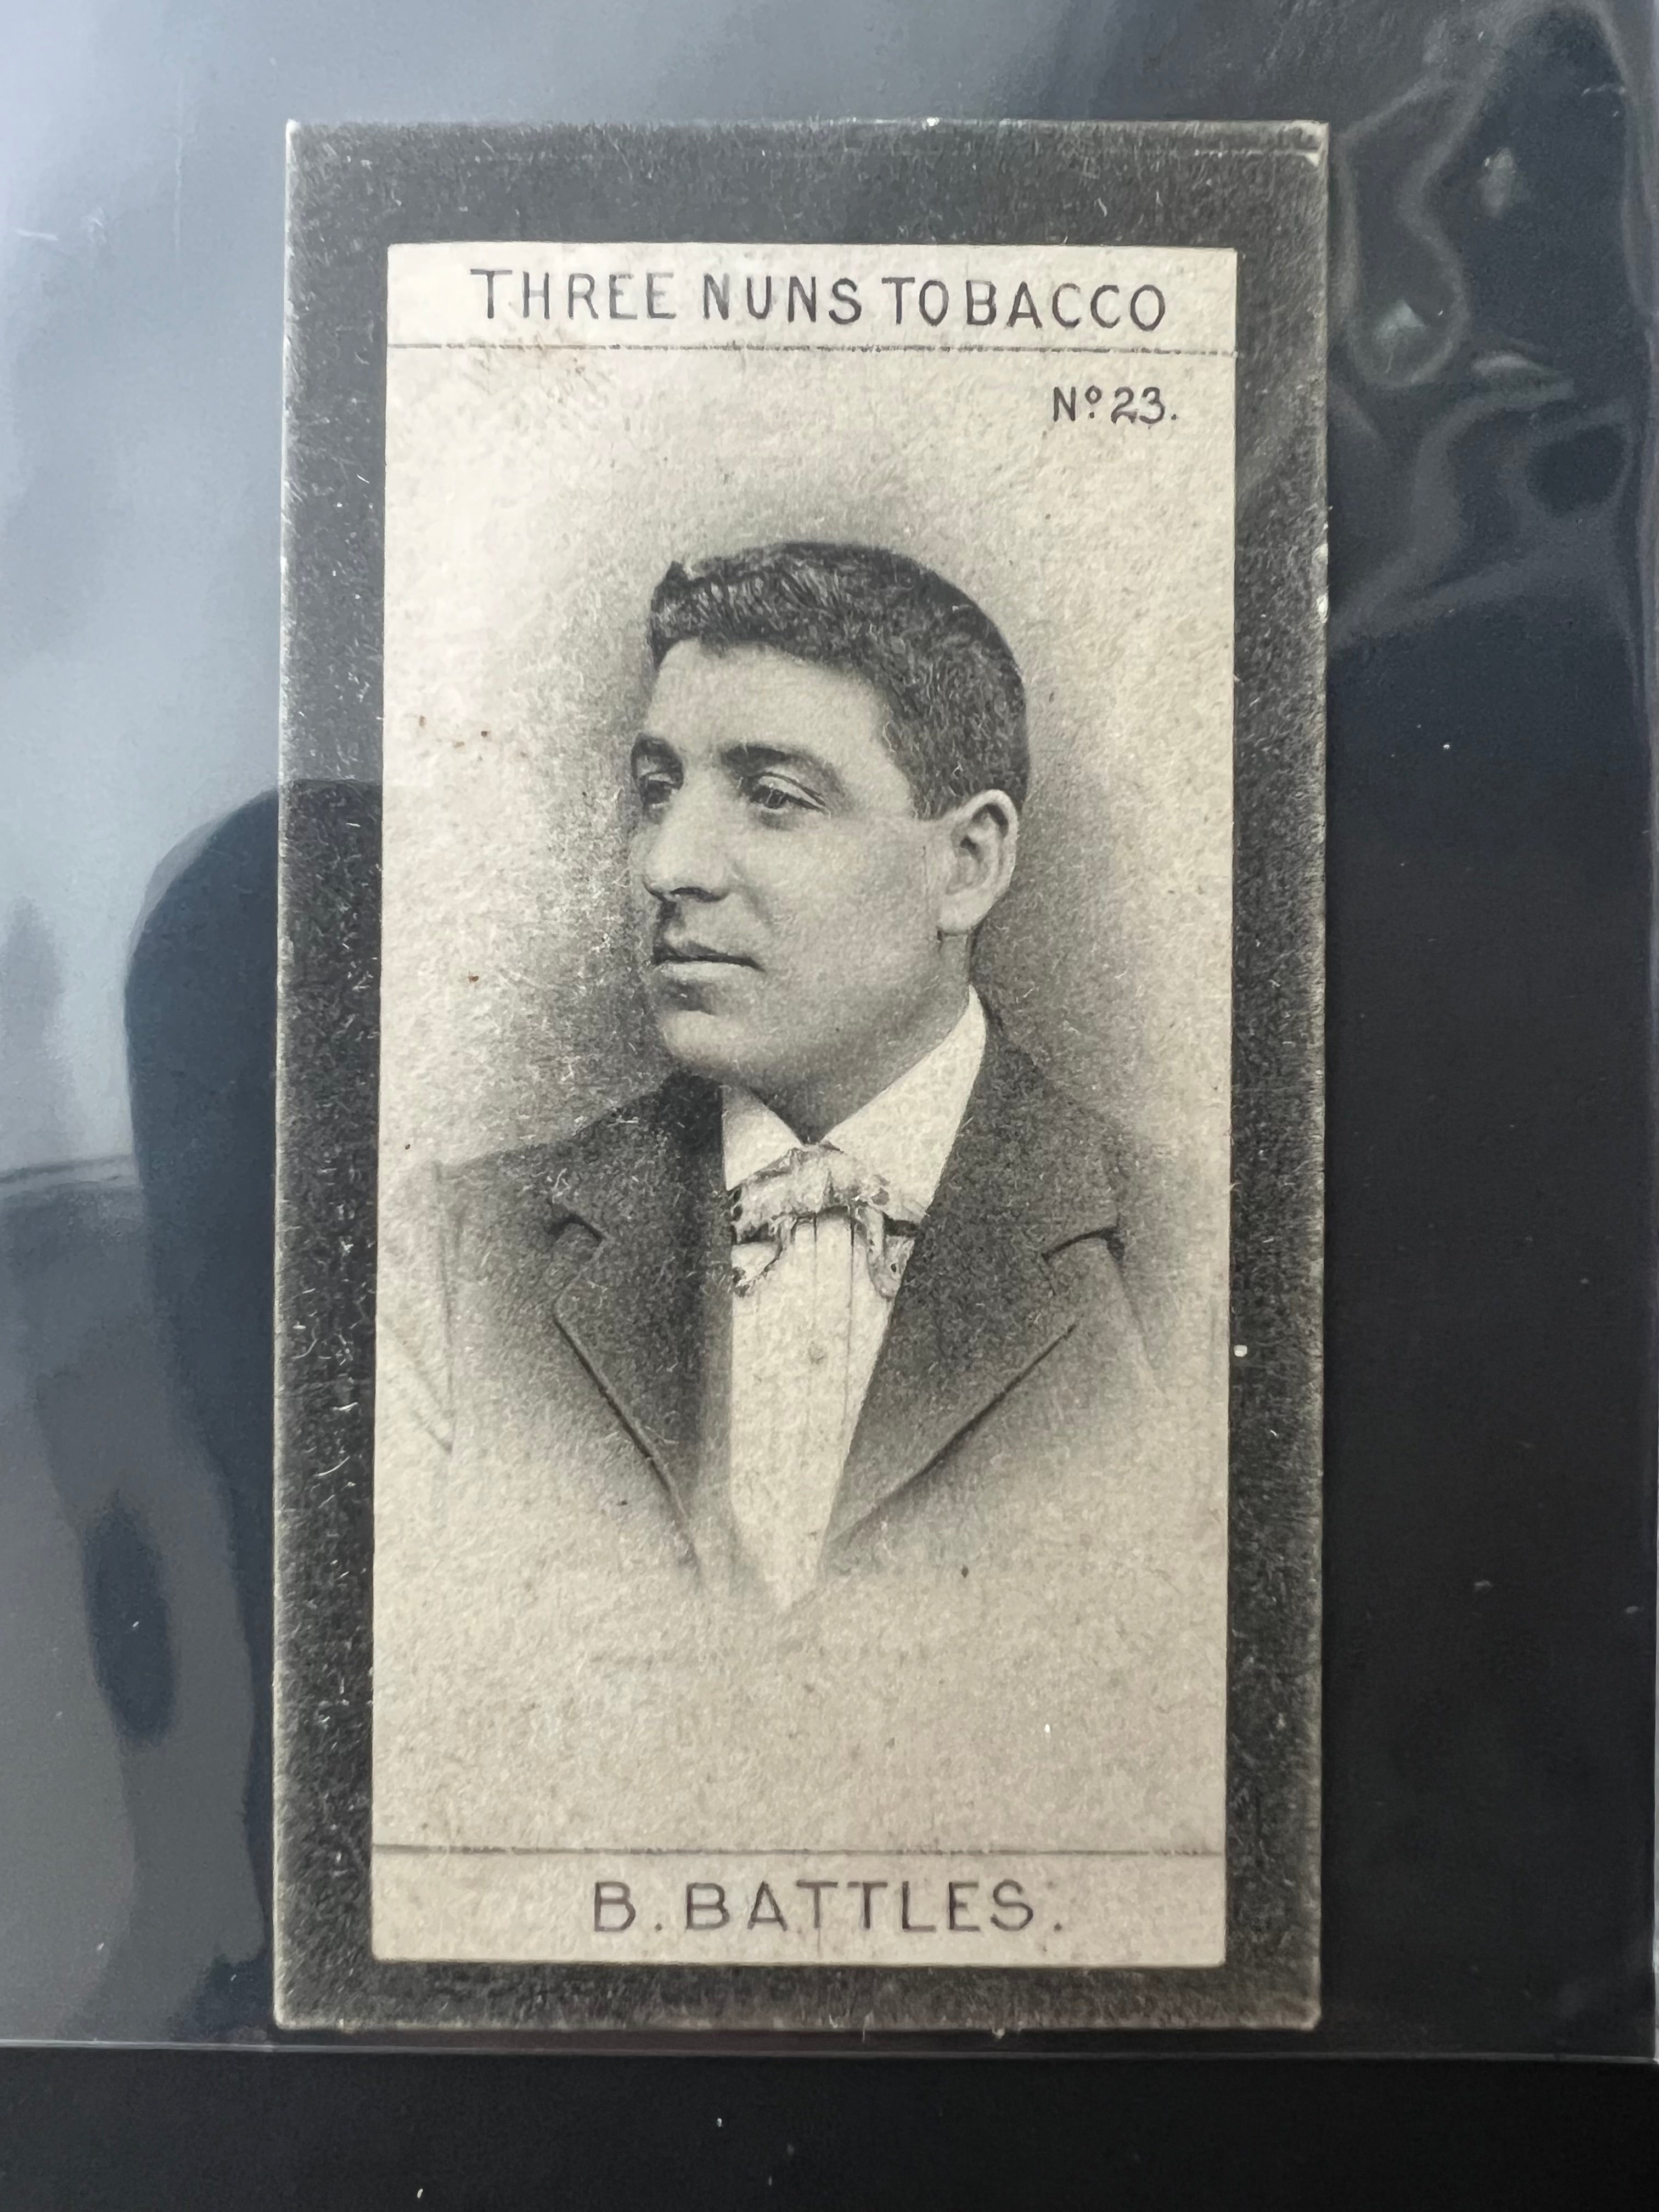 THREE NUNS TOBACCO
Nº 23.
B. BATTLES.